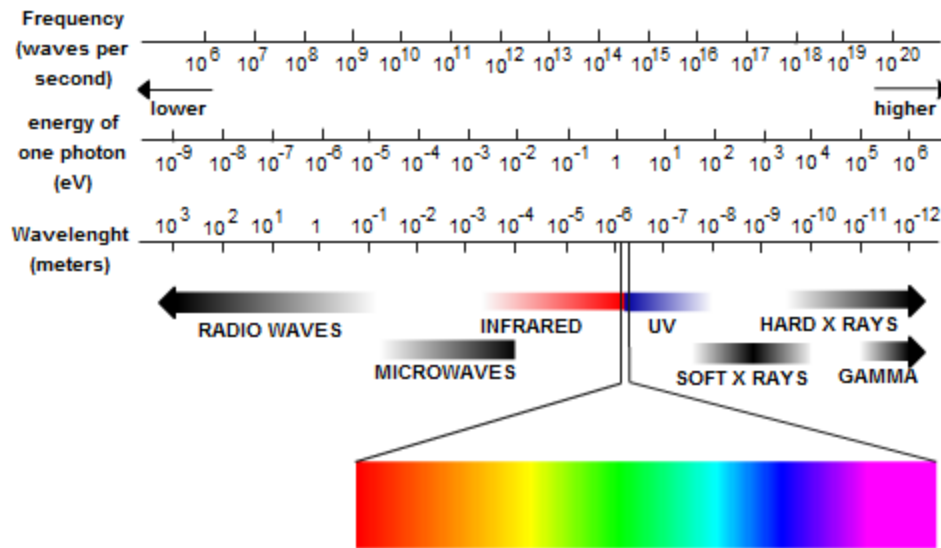 Frequency
(waves per
second)
10^6 10^7 10^8 10^9 10^10 10^11 10^12 10^13 10^14 10^15 10^16 10^17 10^18 10^19 10^20
lower higher
energy of
one photon
(eV)
10^-9 10^-8 10^-7 10^-6 10^-5 10^-4 10^-3 10^-2 10^-1 1 10^1 10^2 10^3 10^4 10^5 10^6
Wavelenght
(meters)
10^3 10^2 10^1 1 10^-1 10^-2 10^-3 10^-4 10^-5 10^-6 10^-7 10^-8 10^-9 10^-10 10^-11 10^-12
RADIO WAVES INFRARED UV HARD X RAYS
MICROWAVES SOFT X RAYS GAMMA